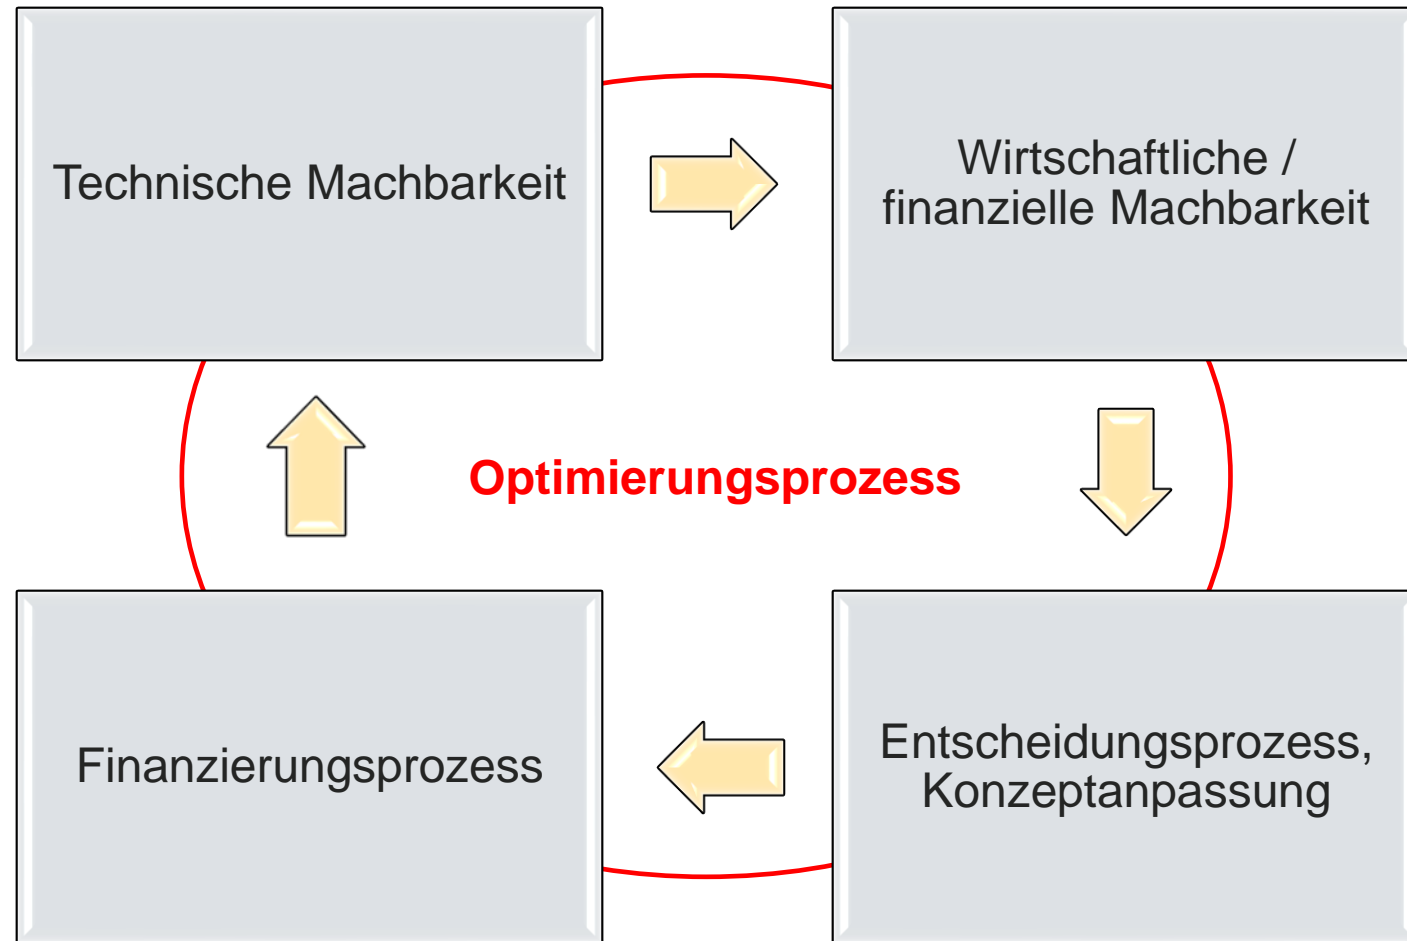 Technische Machbarkeit
Wirtschaftliche /
finanzielle Machbarkeit
Optimierungsprozess
Finanzierungsprozess
Entscheidungsprozess,
Konzeptanpassung